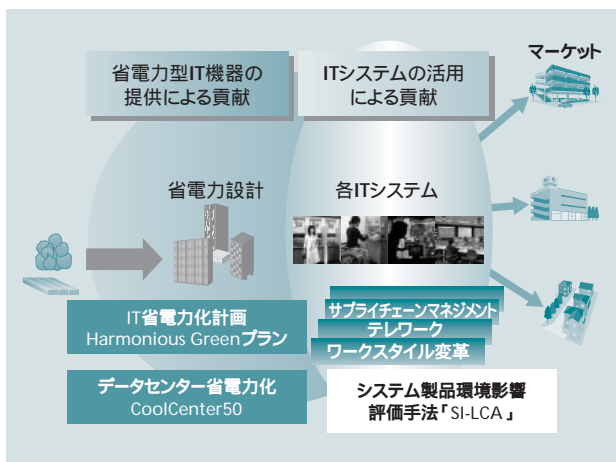 省電力型IT機器の
提供による貢献
ITシステムの活用
による貢献
マーケット
省電力設計
各ITシステム
IT省電力化計画
Harmonious Greenプラン
データセンター省電力化
CoolCenter50
サプライチェーンマネジメント
テレワーク
ワークスタイル変革
システム製品環境影響
評価手法「SI-LCA」